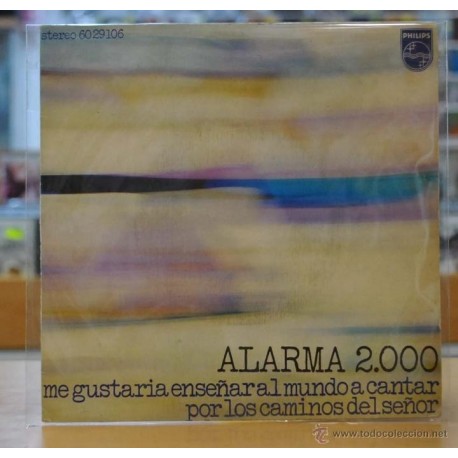 stereo 6029106
PHILIPS
ALARMA 2.000
me gustaria enseñar al mundo a cantar
por los caminos del señor
© www.todocoleccion.net